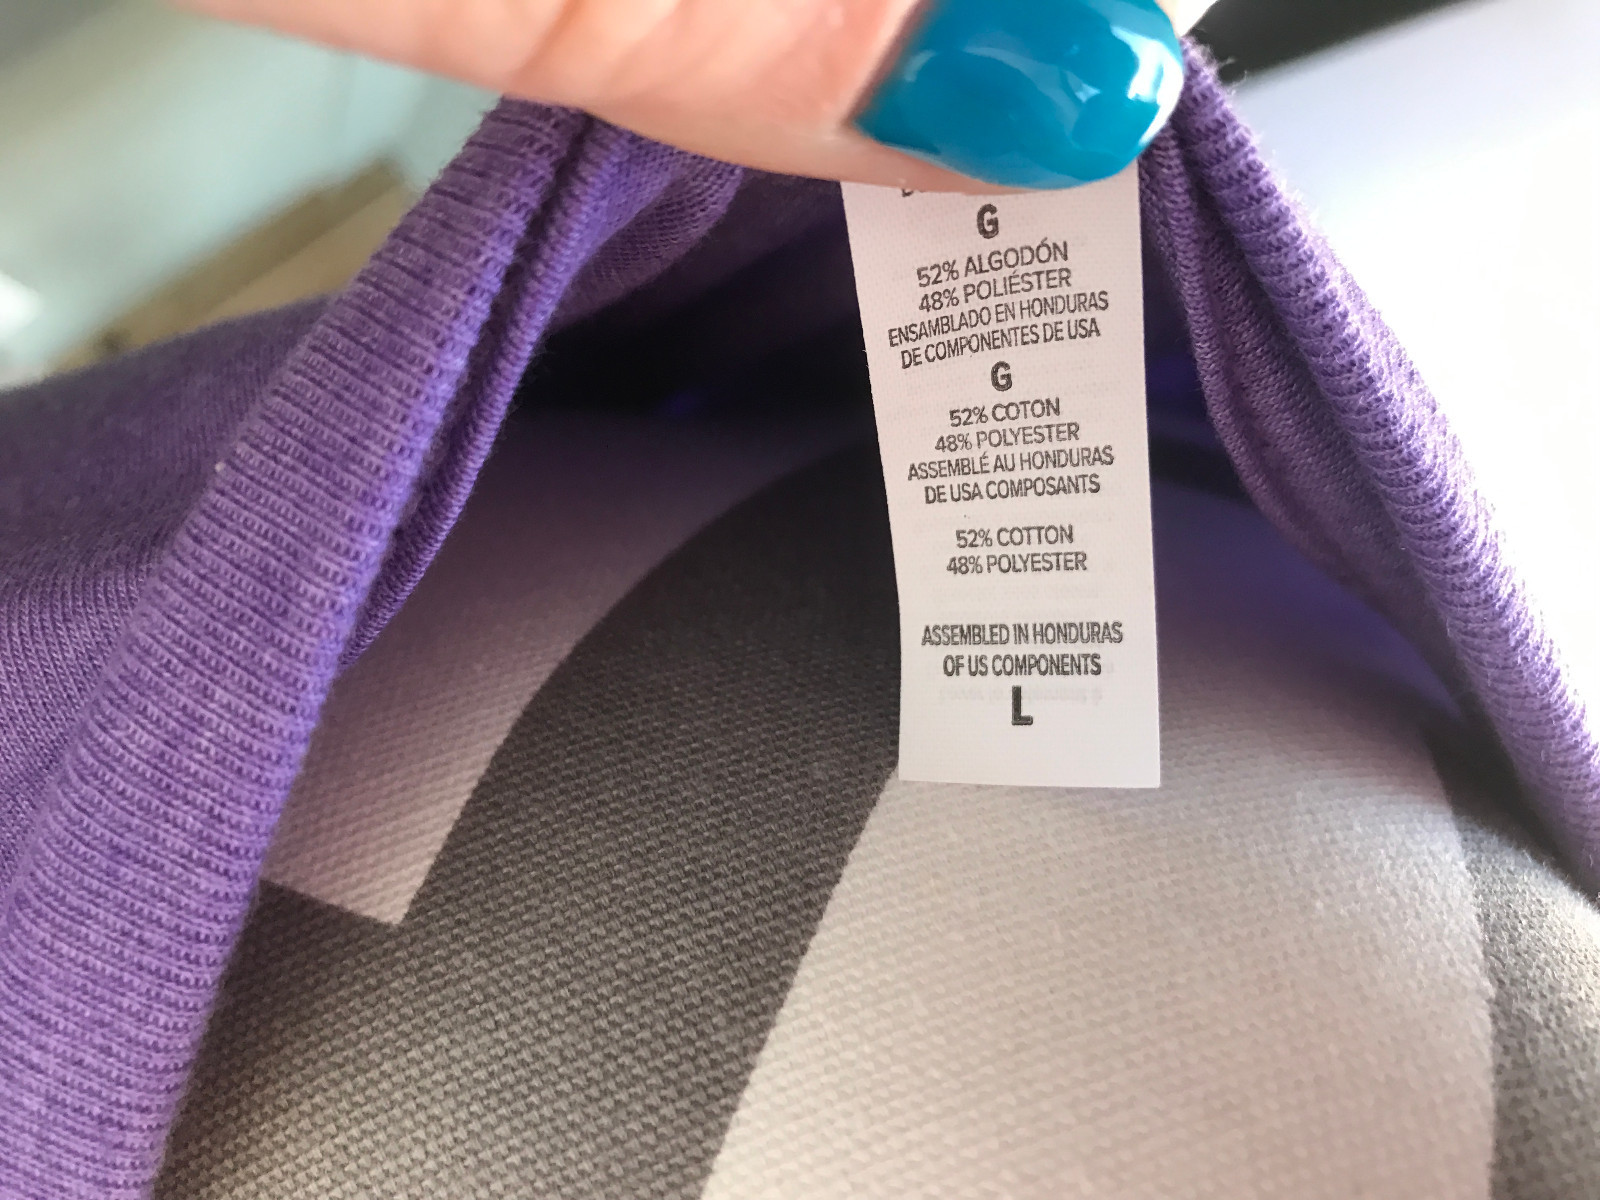 G
52% ALGODÓN
48% POLIÉSTER
ENSAMBLADO EN HONDURAS
DE COMPONENTES DE USA
G
52% COTON
48% POLYESTER
ASSEMBLÉ AU HONDURAS
DE USA COMPOSANTS
52% COTTON
48% POLYESTER
ASSEMBLED IN HONDURAS
OF US COMPONENTS
L